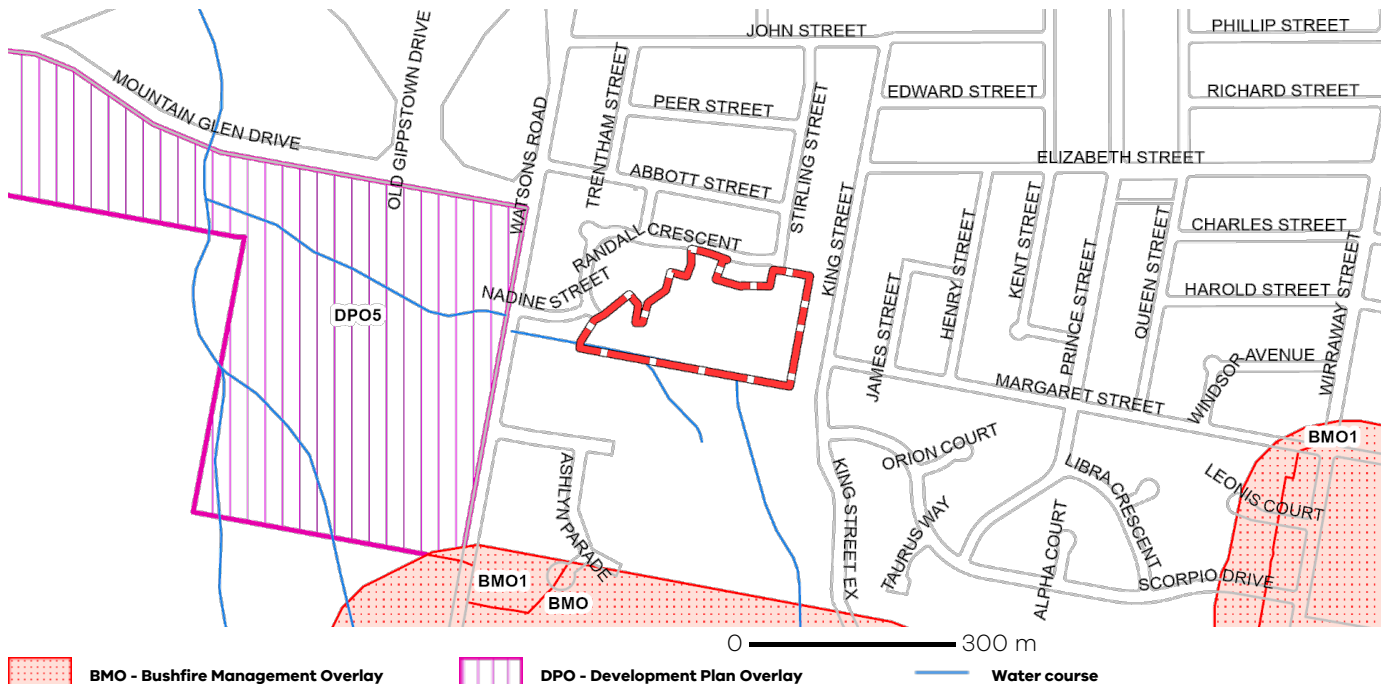 JOHN STREET
PHILLIP STREET
MOUNTAIN GLEN DRIVE
OLD GIPPSTOWN DRIVE
WATSONS ROAD
TRENTHAM STREET
PEER STREET
STIRLING STREET
EDWARD STREET
RICHARD STREET
ELIZABETH STREET
ABBOTT STREET
KING STREET
RANDALL CRESCENT
NADINE STREET
HENRY STREET
KENT STREET
PRINCE STREET
QUEEN STREET
CHARLES STREET
HAROLD STREET
WIRRAWAY STREET
JAMES STREET
DPO5
MARGARET STREET
WINDSOR AVENUE
BMO1
ORION COURT
LIBRA CRESCENT
LEONIS COURT
ASHLYN PARADE
KING STREET EX
TAURUS WAY
ALPHA COURT
SCORPIO DRIVE
BMO1
BMO
0 300 m
BMO - Bushfire Management Overlay
DPO - Development Plan Overlay
Water course